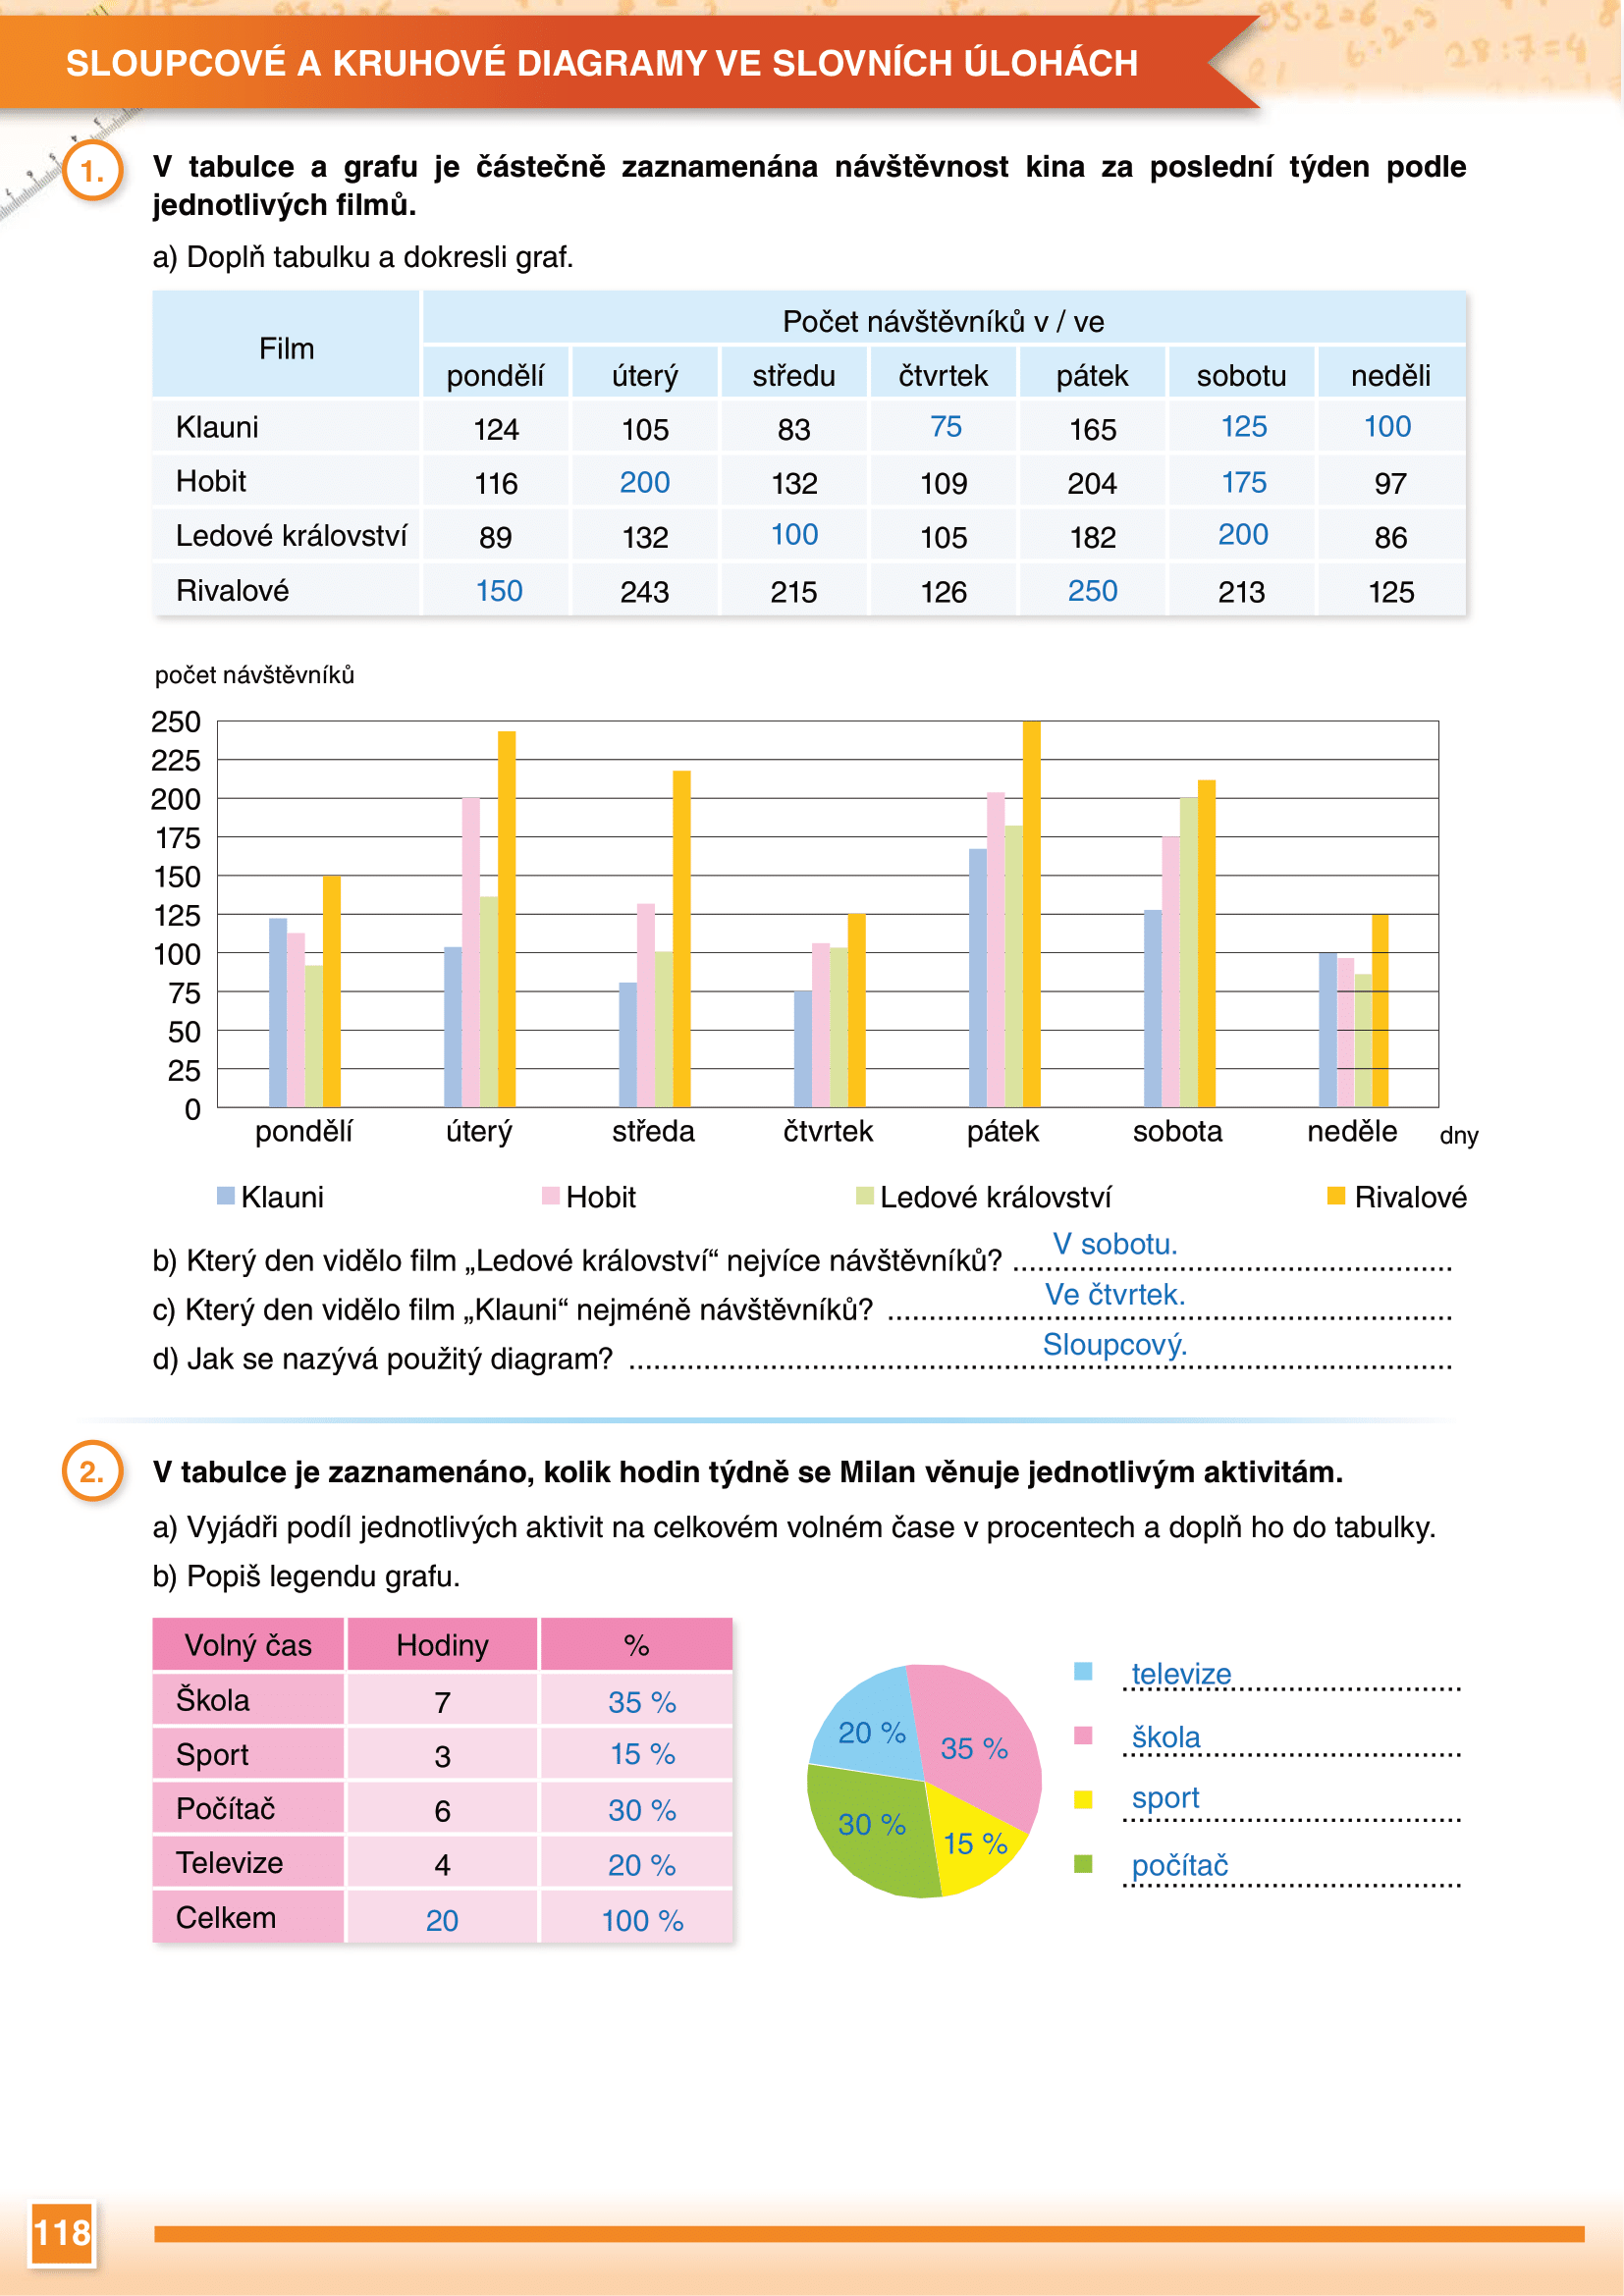 SLOUPCOVÉ A KRUHOVÉ DIAGRAMY VE SLOVNÍCH ÚLOHÁCH
93·2=6
6:2=3
28:7=4
1. V tabulce a grafu je částečně zaznamenána návštěvnost kina za poslední týden podle
jednotlivých filmů.
a) Doplň tabulku a dokresli graf.
Film
Počet návštěvníků v / ve
pondělí úterý středu čtvrtek pátek sobotu neděli
Klauni 124 105 83 75 165 125 100
Hobit 116 200 132 109 204 175 97
Ledové království 89 132 100 105 182 200 86
Rivalové 150 243 215 126 250 213 125
počet návštěvníků
250
225
200
175
150
125
100
75
50
25
0
pondělí úterý středa čtvrtek pátek sobota neděle dny
Klauni Hobit Ledové království Rivalové
b) Který den vidělo film „Ledové království“ nejvíce návštěvníků? V sobotu.
c) Který den vidělo film „Klauni“ nejméně návštěvníků? Ve čtvrtek.
d) Jak se nazývá použitý diagram? Sloupcový.
2. V tabulce je zaznamenáno, kolik hodin týdně se Milan věnuje jednotlivým aktivitám.
a) Vyjádři podíl jednotlivých aktivit na celkovém volném čase v procentech a doplň ho do tabulky.
b) Popiš legendu grafu.
Volný čas Hodiny %
Škola 7 35 %
Sport 3 15 %
Počítač 6 30 %
Televize 4 20 %
Celkem 20 100 %
20 %
35 %
30 %
15 %
televize
škola
sport
počítač
118